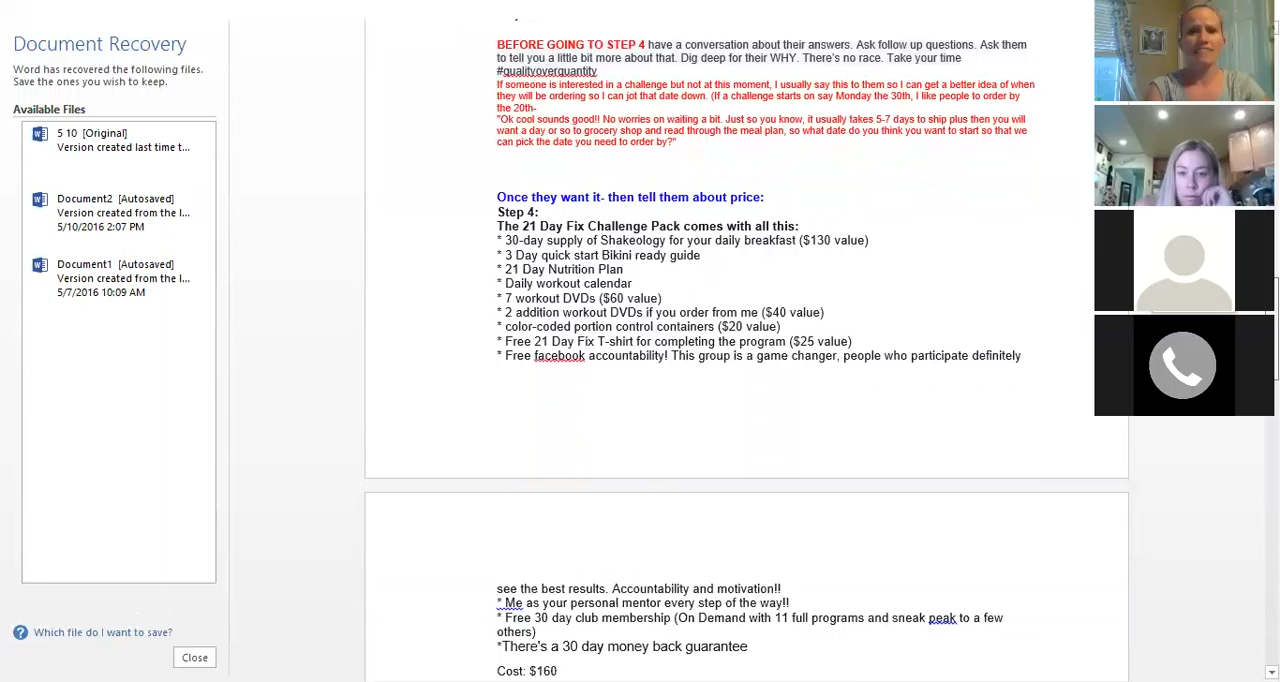 Document Recovery
Word has recovered the following files.
Save the ones you wish to keep.
Available Files
5 10 [Original]
Version created last time t...
Document2 [Autosaved]
Version created from the l...
5/10/2016 2:07 PM
Document1 [Autosaved]
Version created from the l...
5/7/2016 10:09 AM
Which file do I want to save?
Close
BEFORE GOING TO STEP 4 have a conversation about their answers. Ask follow up questions. Ask them
to tell you a little bit more about that. Dig deep for their WHY. There's no race. Take your time
#qualityoverquantity
If someone is interested in a challenge but not at this moment, I usually say this to them so I can get a better idea of when
they will be ordering so I can jot that date down. (If a challenge starts on say Monday the 30th, I like people to order by
the 20th-
"Ok cool sounds good!! No worries on waiting a bit. Just so you know, it usually takes 5-7 days to ship plus then you will
want a day or so to grocery shop and read through the meal plan, so what date do you think you want to start so that we
can pick the date you need to order by?"
Once they want it- then tell them about price:
Step 4:
The 21 Day Fix Challenge Pack comes with all this:
* 30-day supply of Shakeology for your daily breakfast ($130 value)
* 3 Day quick start Bikini ready guide
* 21 Day Nutrition Plan
* Daily workout calendar
* 7 workout DVDs ($60 value)
* 2 addition workout DVDs if you order from me ($40 value)
* color-coded portion control containers ($20 value)
* Free 21 Day Fix T-shirt for completing the program ($25 value)
* Free facebook accountability! This group is a game changer, people who participate definitely
see the best results. Accountability and motivation!!
* Me as your personal mentor every step of the way!!
* Free 30 day club membership (On Demand with 11 full programs and sneak peak to a few
others)
*There's a 30 day money back guarantee
Cost: $160